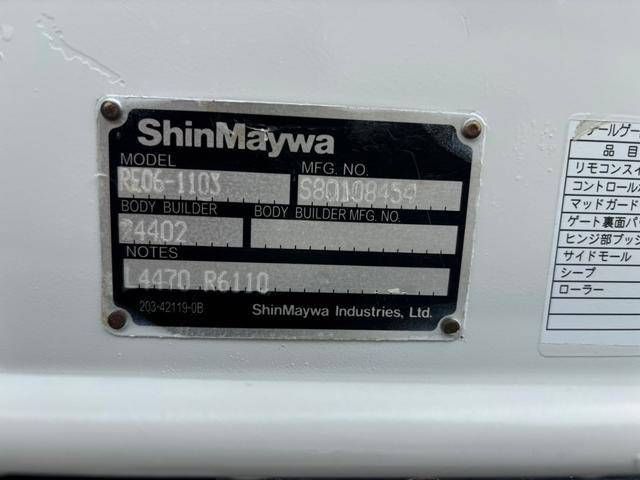 ShinMaywa
MODEL
MFG. NO.
RE06-1103
S80108454
BODY BUILDER
BODY BUILDER MFG NO.
24402
NOTES
L4470 R6110
203-42119-0B
ShinMaywa Industries, Ltd.
テールゲー
品目
リモコンスイ
コントロール
マッドガード
ゲート裏面パ
ヒンジ部ブッシ
サイドモール
シーブ
ローラー